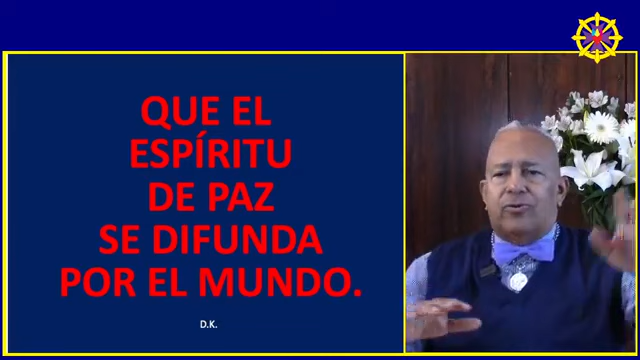 QUE EL
ESPÍRITU
DE PAZ
SE DIFUNDA
POR EL MUNDO.
D.K.